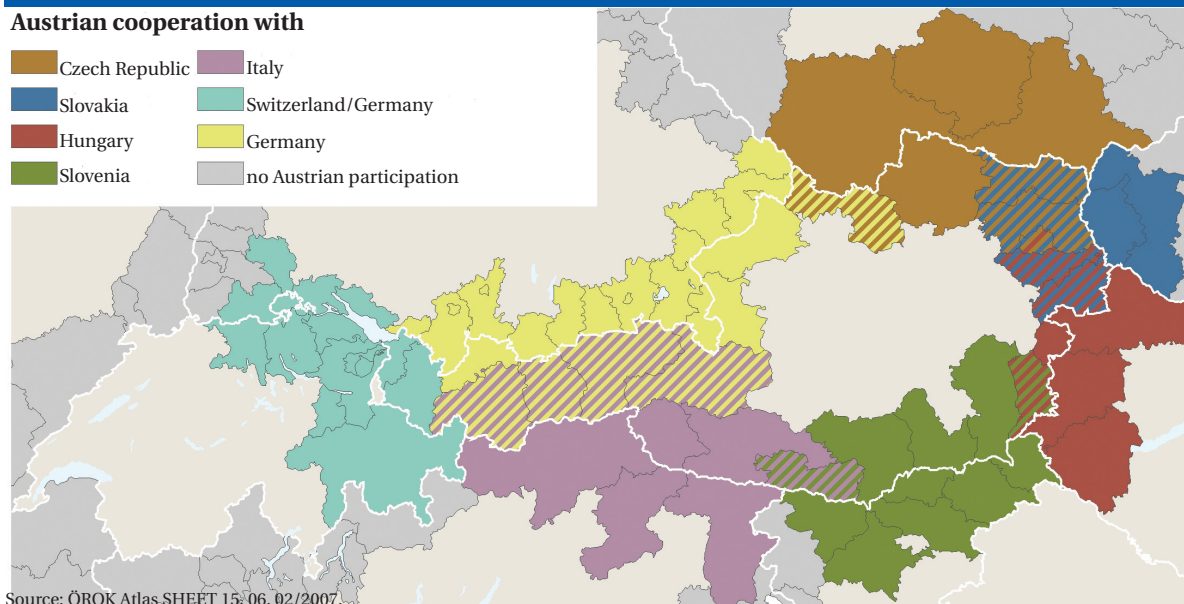 Austrian cooperation with
Czech Republic
Italy
Slovakia
Switzerland/Germany
Hungary
Germany
Slovenia
no Austrian participation
Source: ÖROK Atlas SHEET 15-06, 02/2007.